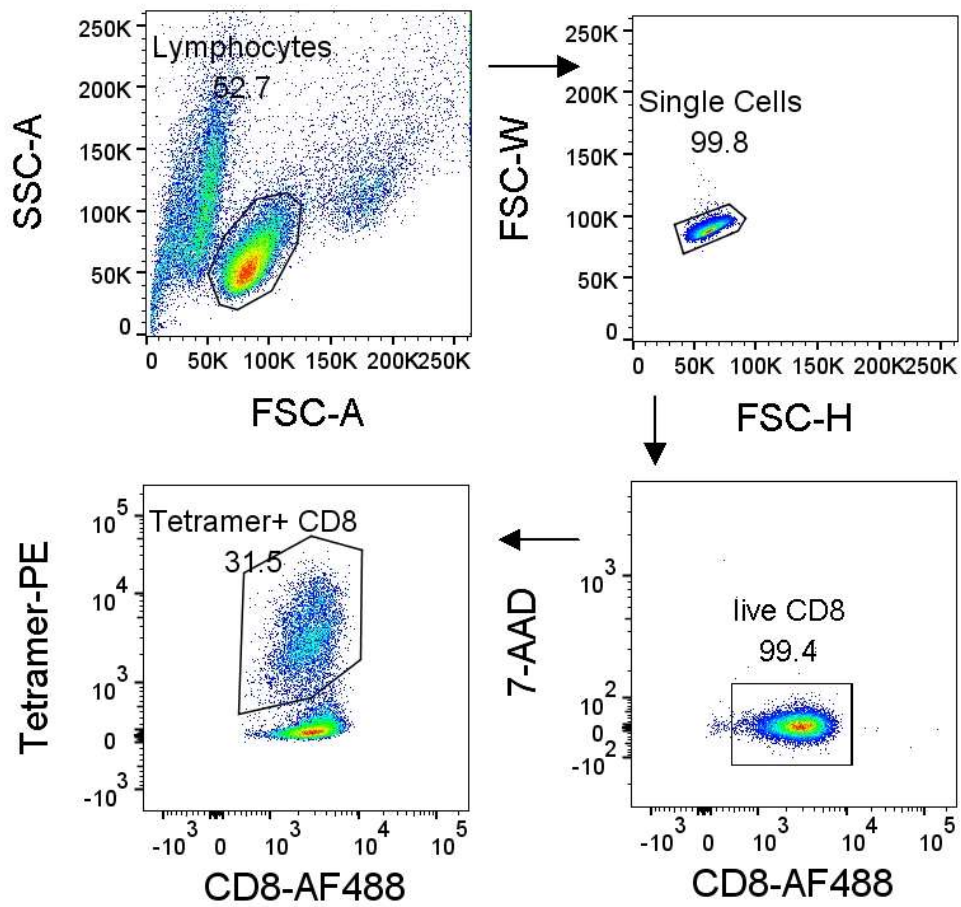 250K
200K
150K
100K
50K
0
SSC-A
Lymphocytes
52.7
0 50K 100K 150K 200K 250K
FSC-A
250K
200K
150K
100K
50K
0
FSC-W
Single Cells
99.8
0 50K 100K 150K 200K 250K
FSC-H
10^5
10^4
10^3
0
-10^3
Tetramer-PE
Tetramer+ CD8
31.5
-10^3 0 10^3 10^4 10^5
CD8-AF488
10^3
10^2
0
-10^2
7-AAD
live CD8
99.4
-10^3 0 10^3 10^4 10^5
CD8-AF488